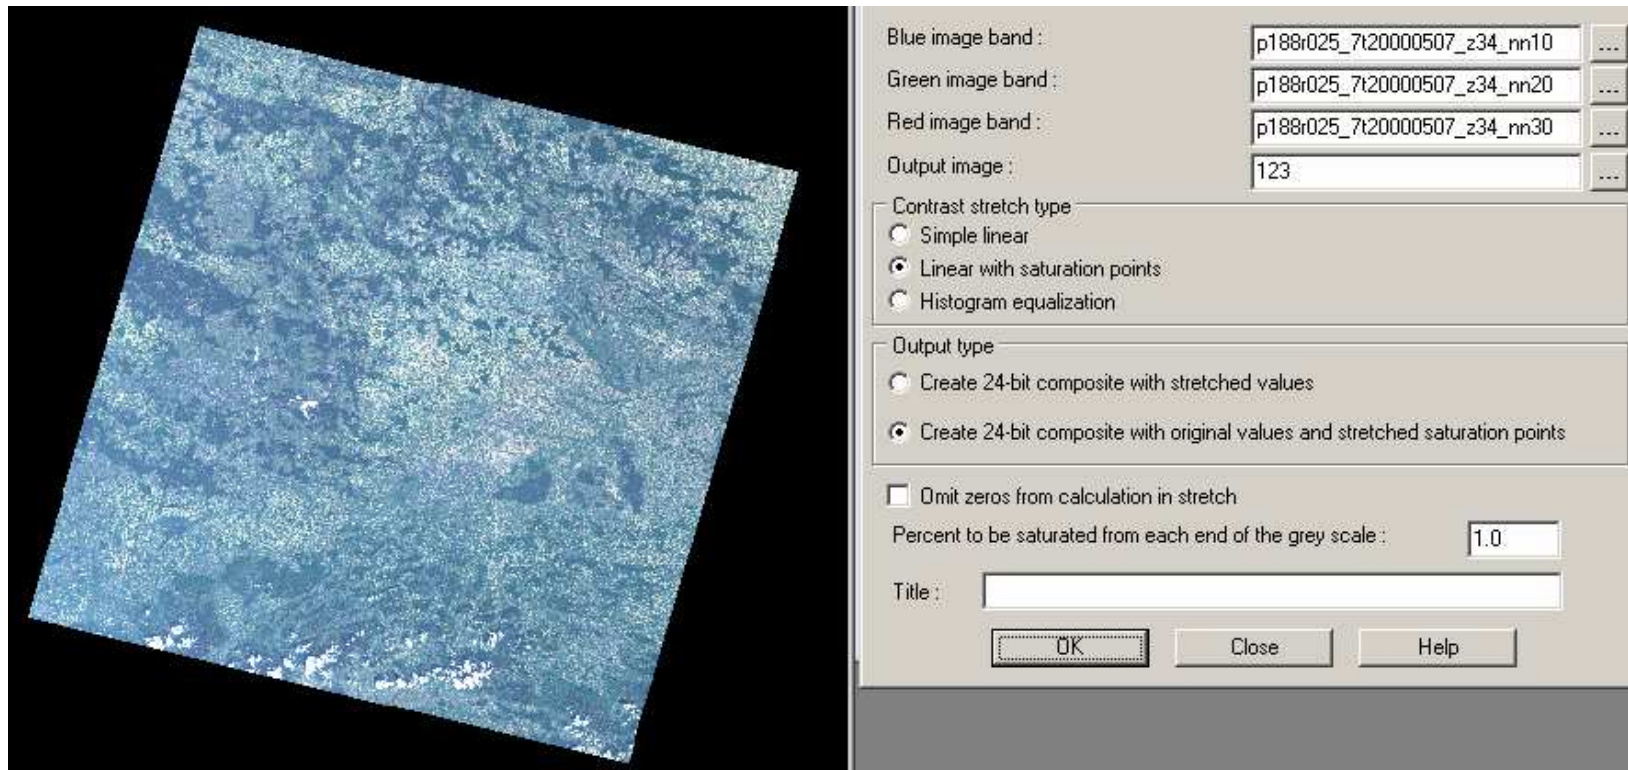 Blue image band : p188r025_7t20000507_z34_nn10 ...
Green image band : p188r025_7t20000507_z34_nn20 ...
Red image band : p188r025_7t20000507_z34_nn30 ...
Output image : 123 ...
Contrast stretch type
Simple linear
Linear with saturation points
Histogram equalization
Output type
Create 24-bit composite with stretched values
Create 24-bit composite with original values and stretched saturation points
Omit zeros from calculation in stretch
Percent to be saturated from each end of the grey scale : 1.0
Title :
OK Close Help